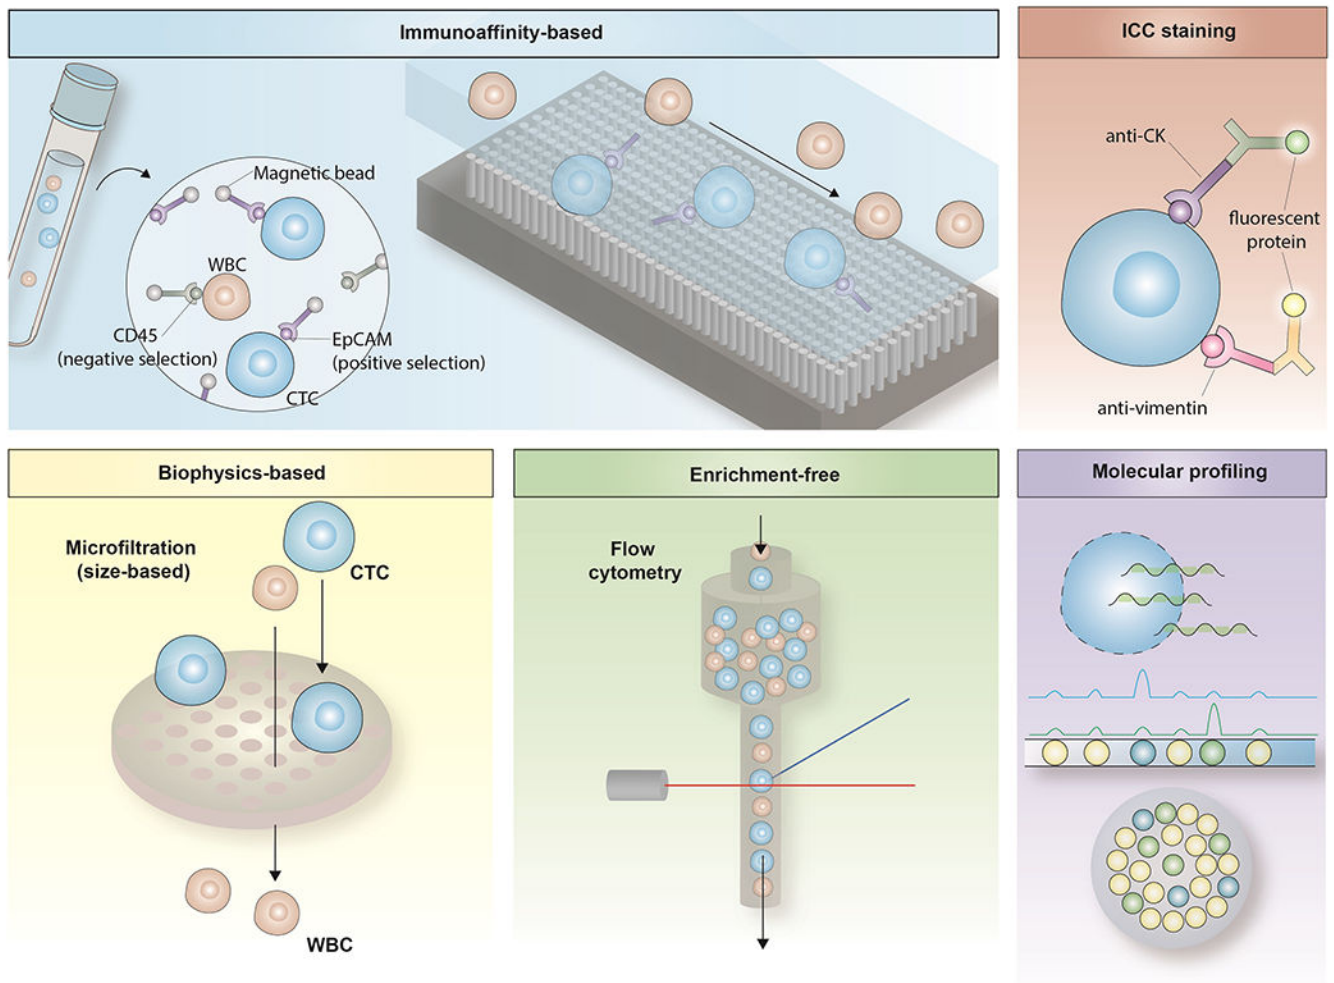 Immunoaffinity-based
Magnetic bead
WBC
CD45
(negative selection)
EpCAM
(positive selection)
CTC
ICC staining
anti-CK
fluorescent
protein
anti-vimentin
Biophysics-based
Microfiltration
(size-based)
CTC
WBC
Enrichment-free
Flow
cytometry
Molecular profiling